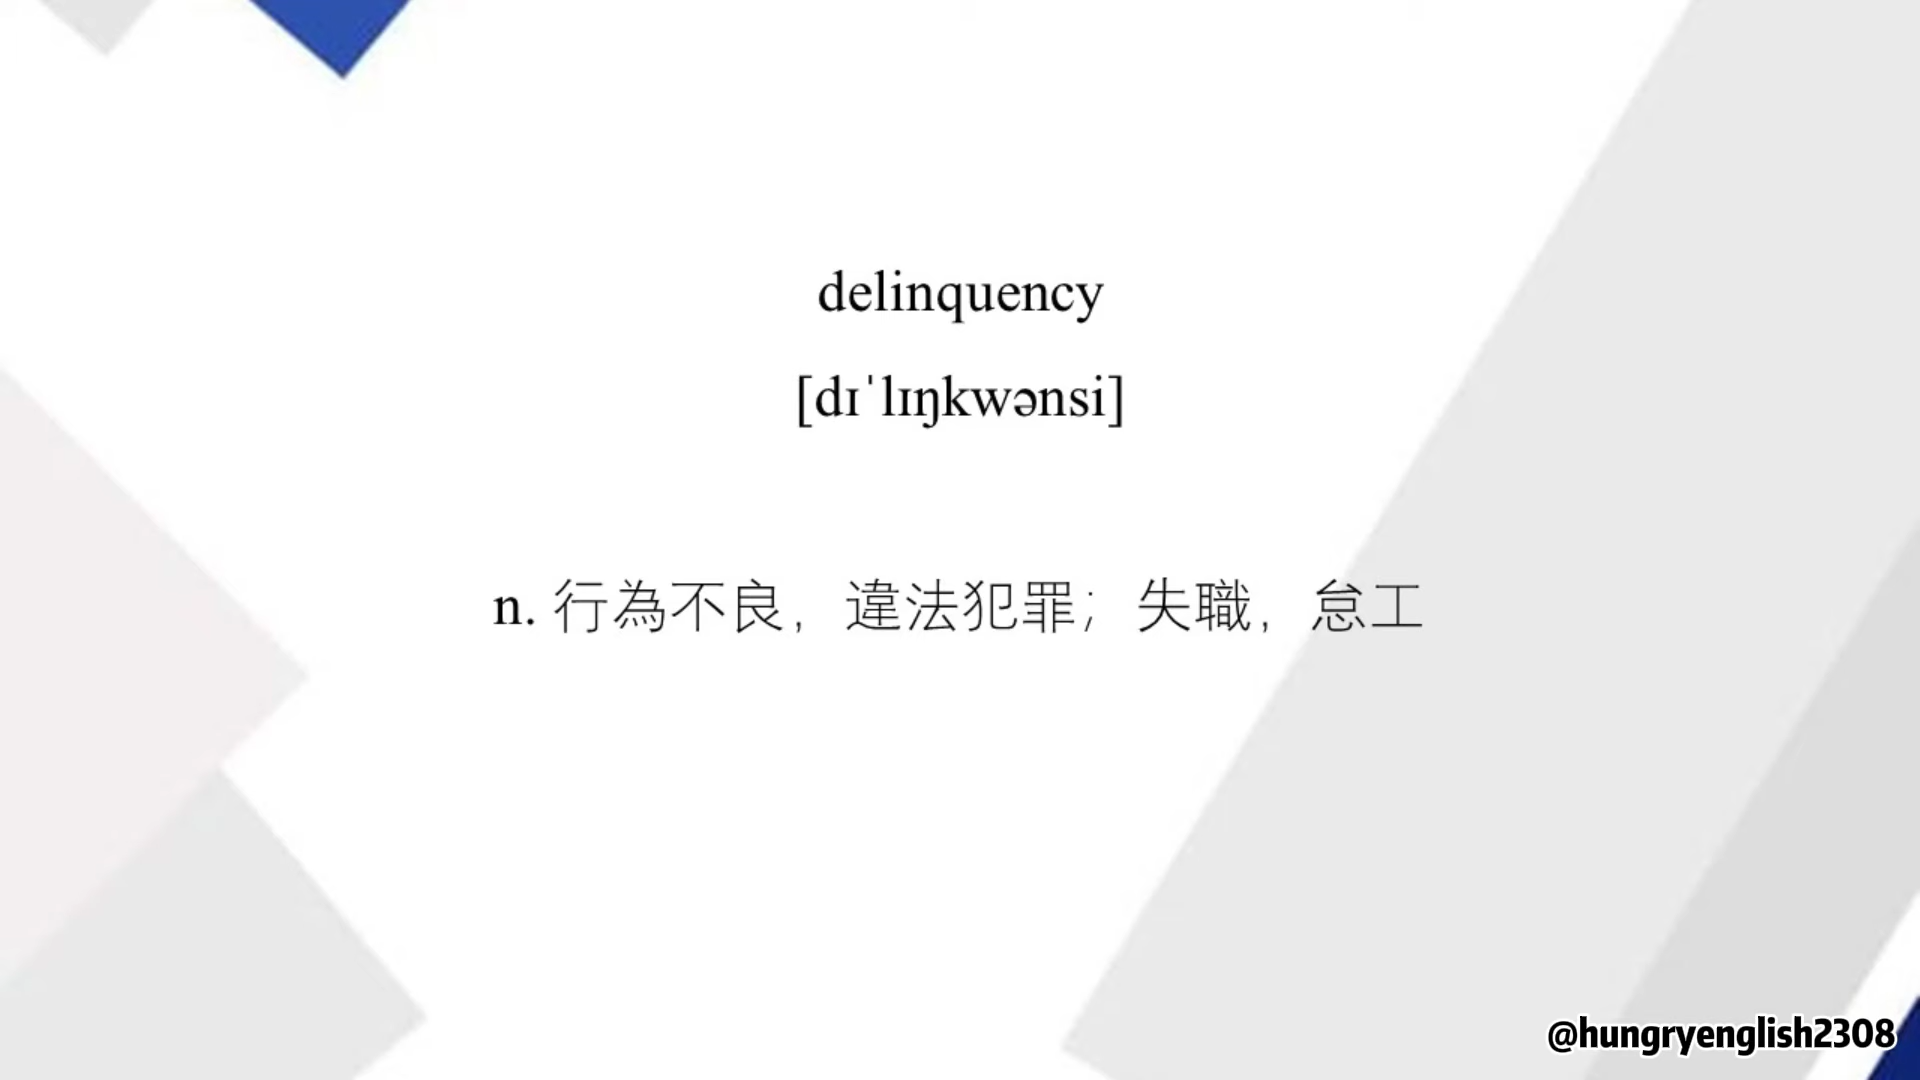 delinquency
[dɪˈlɪŋkwənsi]
n. 行為不良，違法犯罪；失職，怠工
@hungryenglish2308